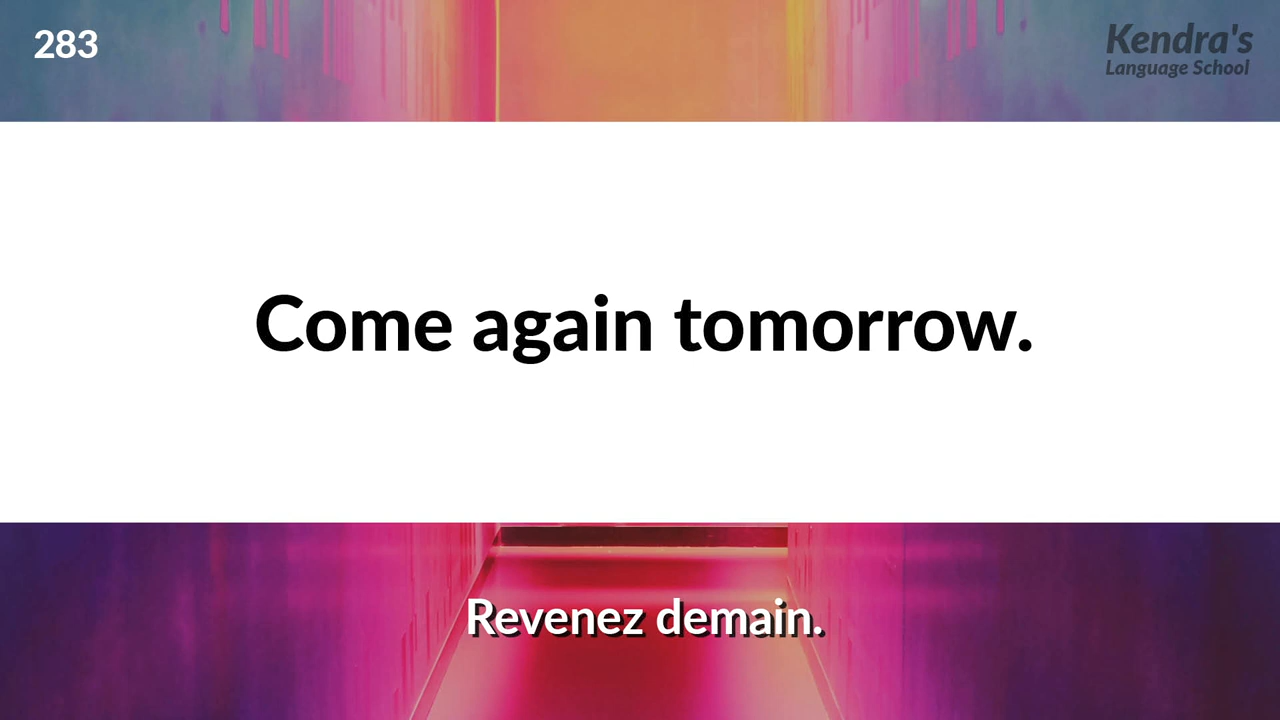 283
Kendra's
Language School
Come again tomorrow.
Revenez demain.